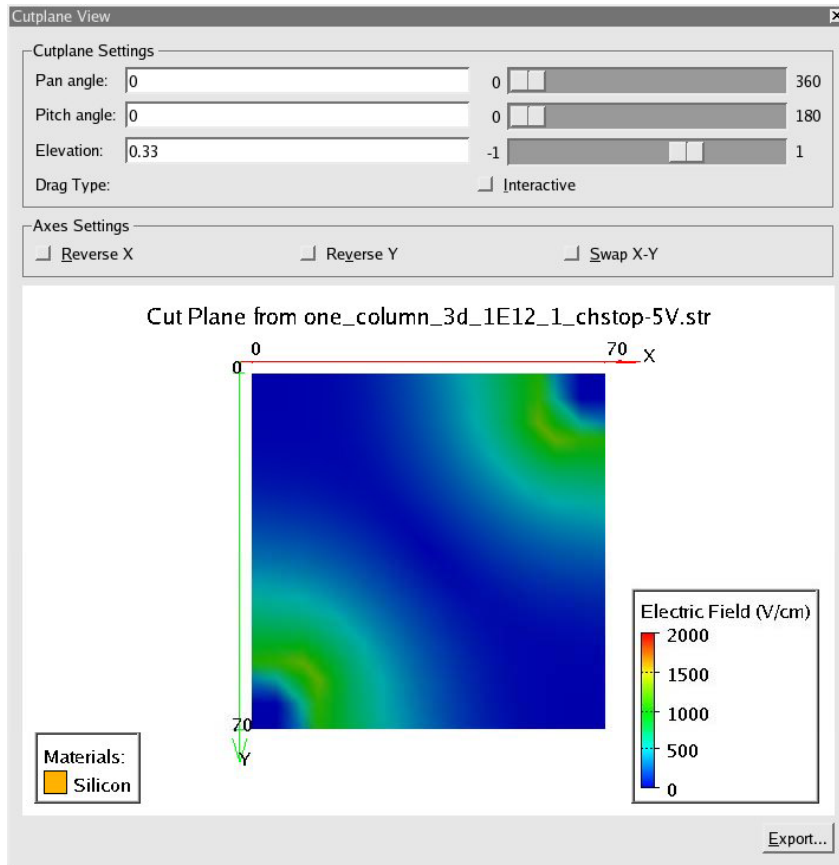 Cutplane View
Cutplane Settings
Pan angle: 0 0 360
Pitch angle: 0 0 180
Elevation: 0.33 -1 1
Drag Type: Interactive
Axes Settings
Reverse X Reverse Y Swap X-Y
Cut Plane from one_column_3d_1E12_1_chstop-5V.str
0 70 X
0
70
Y
Electric Field (V/cm)
2000
1500
1000
500
0
Materials:
Silicon
Export...